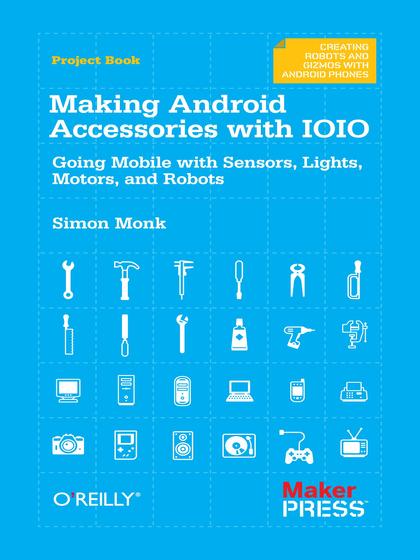 Project Book
CREATING
ROBOTS AND
GIZMOS WITH
ANDROID PHONES
Making Android
Accessories with IOIO
Going Mobile with Sensors, Lights,
Motors, and Robots
Simon Monk
O'REILLY®
Maker
PRESS™